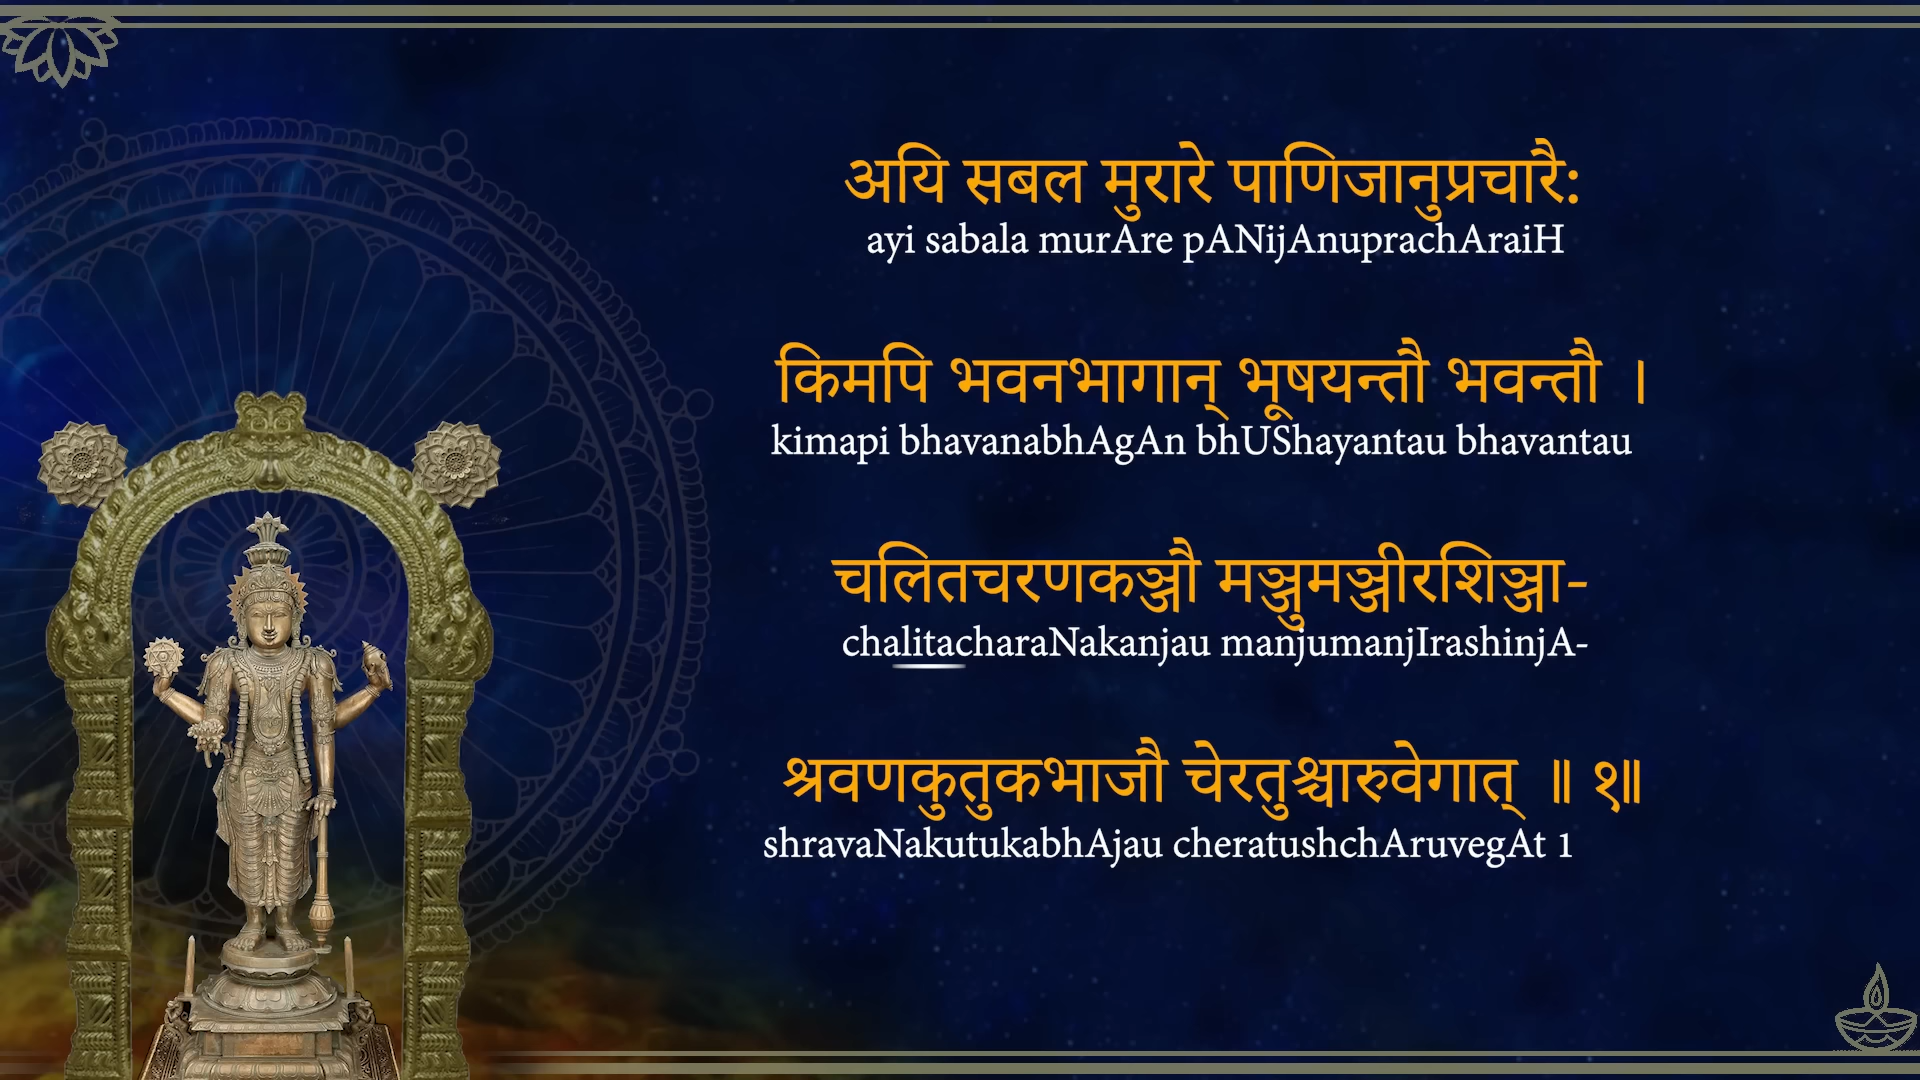 अयि सबल मुरारे पाणिजानुप्रचारै:
ayi sabala murAre pANijAnuprachAraiH
किमपि भवनभागान् भूषयन्तौ भवन्तौ ।
kimapi bhavanabhAgAn bhUShayantau bhavantau
चलितचरणकञ्जौ मञ्जुमञ्जीरशिञ्जा-
chalitacharaNakanjau manjumanjIrashinjA-
श्रवणकुतुकभाजौ चेरतुश्चारुवेगात् ॥ १॥
shravaNakutukabhAjau cheratushchAruvegAt 1